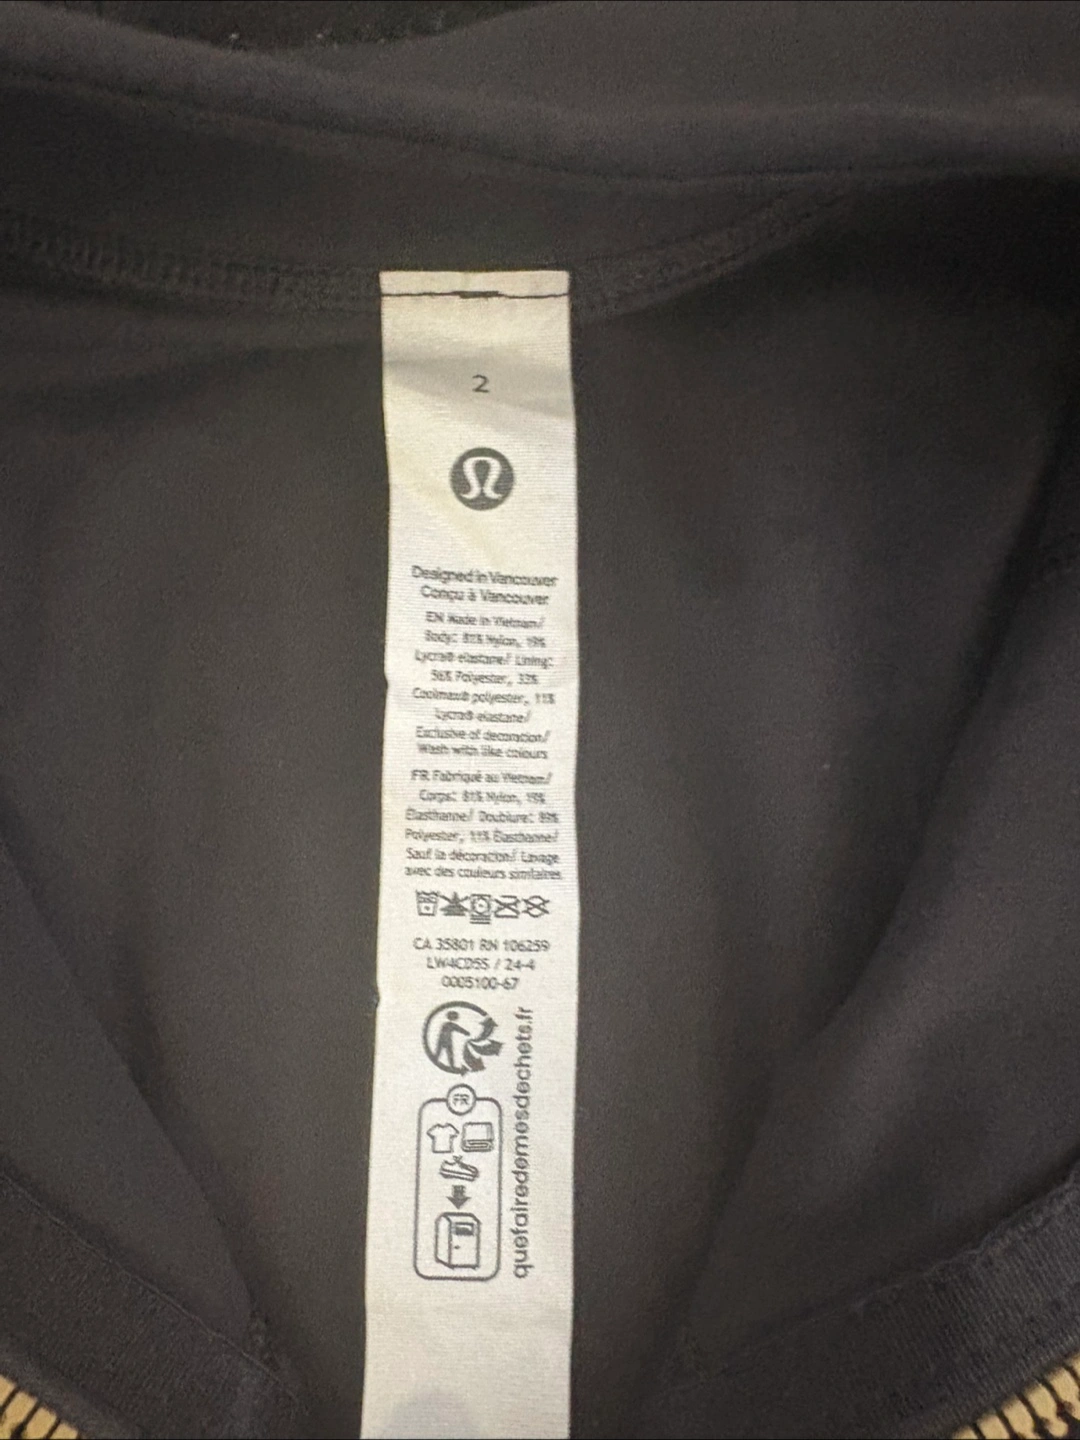 2
Designed in Vancouver
Conçu à Vancouver
EN Made in Vietnam/
Body: 81% Nylon, 19%
Lycra® elastane/ Lining:
56% Polyester, 33%
Coolmax® polyester, 11%
Lycra® elastane/
Exclusive of decoration/
Wash with like colours
FR Fabriqué au Vietnam/
Corps: 81% Nylon, 19%
Élasthanne/ Doublure: 89%
Polyester, 11% Élasthanne/
Sauf la décoration/ Lavage
avec des couleurs similaires
CA 35801 RN 106259
LW4CD5S / 24-4
0005100-67
FR
quefairedemesdechets.fr